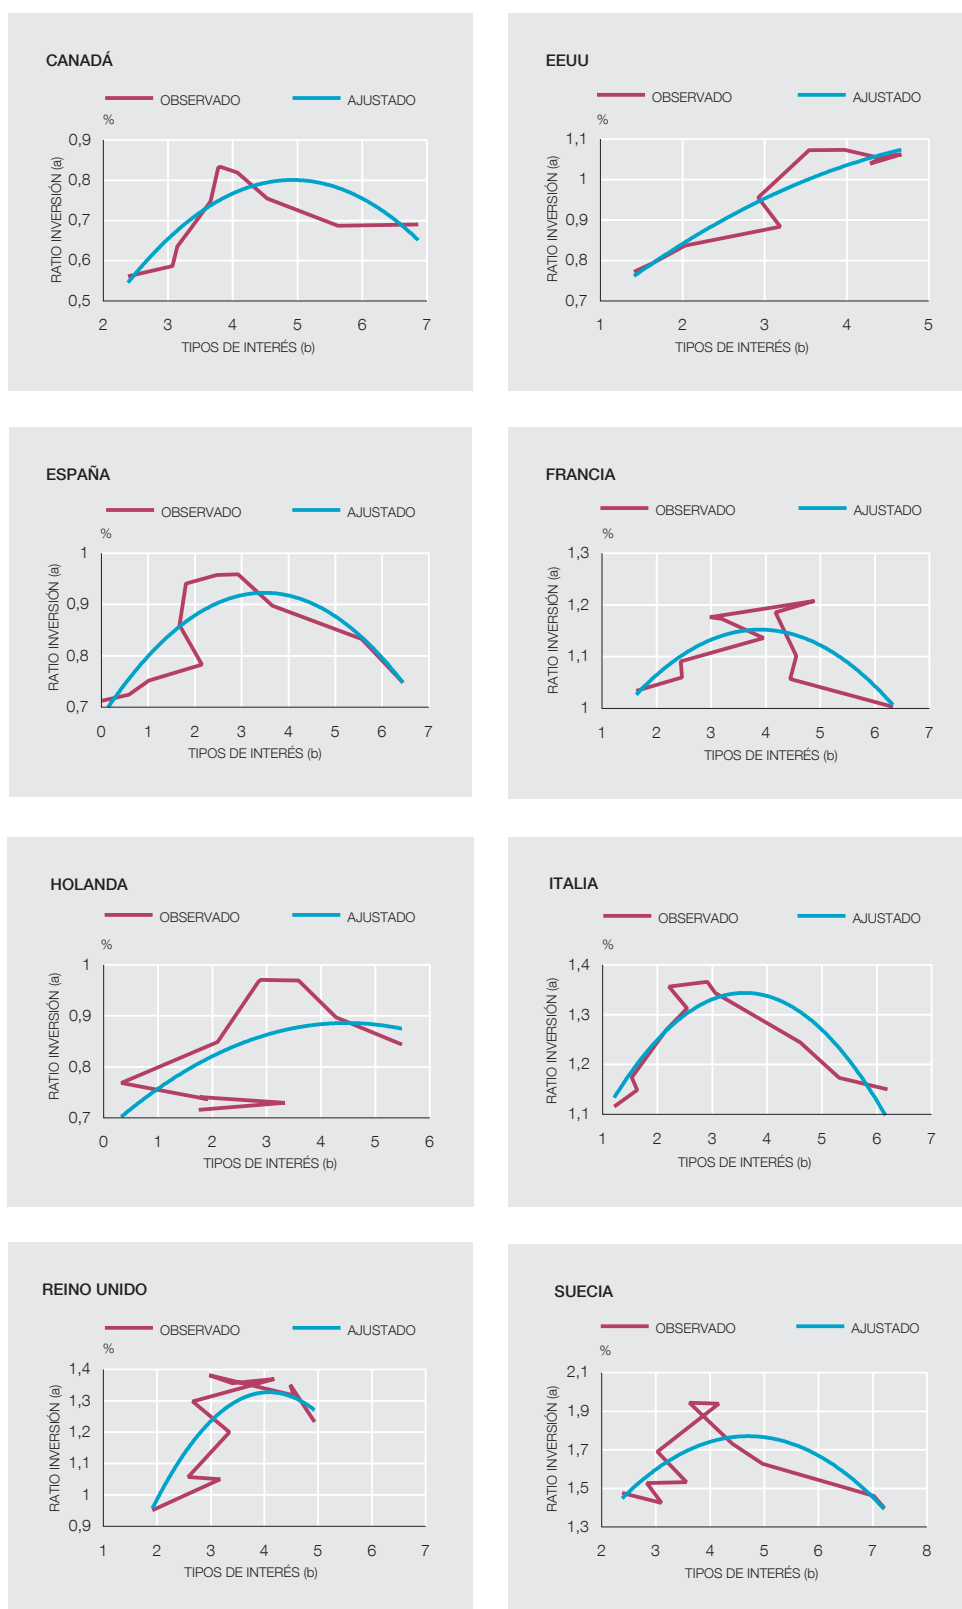 CANADÁ
OBSERVADO AJUSTADO
%
RATIO INVERSIÓN (a)
0,9
0,8
0,7
0,6
0,5
2 3 4 5 6 7
TIPOS DE INTERÉS (b)
EEUU
OBSERVADO AJUSTADO
%
RATIO INVERSIÓN (a)
1,1
1
0,9
0,8
0,7
1 2 3 4 5
TIPOS DE INTERÉS (b)
ESPAÑA
OBSERVADO AJUSTADO
%
RATIO INVERSIÓN (a)
1
0,9
0,8
0,7
0 1 2 3 4 5 6 7
TIPOS DE INTERÉS (b)
FRANCIA
OBSERVADO AJUSTADO
%
RATIO INVERSIÓN (a)
1,3
1,2
1,1
1
1 2 3 4 5 6 7
TIPOS DE INTERÉS (b)
HOLANDA
OBSERVADO AJUSTADO
%
RATIO INVERSIÓN (a)
1
0,9
0,8
0,7
0 1 2 3 4 5 6
TIPOS DE INTERÉS (b)
ITALIA
OBSERVADO AJUSTADO
%
RATIO INVERSIÓN (a)
1,4
1,3
1,2
1,1
1 2 3 4 5 6 7
TIPOS DE INTERÉS (b)
REINO UNIDO
OBSERVADO AJUSTADO
%
RATIO INVERSIÓN (a)
1,4
1,3
1,2
1,1
1
0,9
1 2 3 4 5 6 7
TIPOS DE INTERÉS (b)
SUECIA
OBSERVADO AJUSTADO
%
RATIO INVERSIÓN (a)
2,1
1,9
1,7
1,5
1,3
2 3 4 5 6 7 8
TIPOS DE INTERÉS (b)